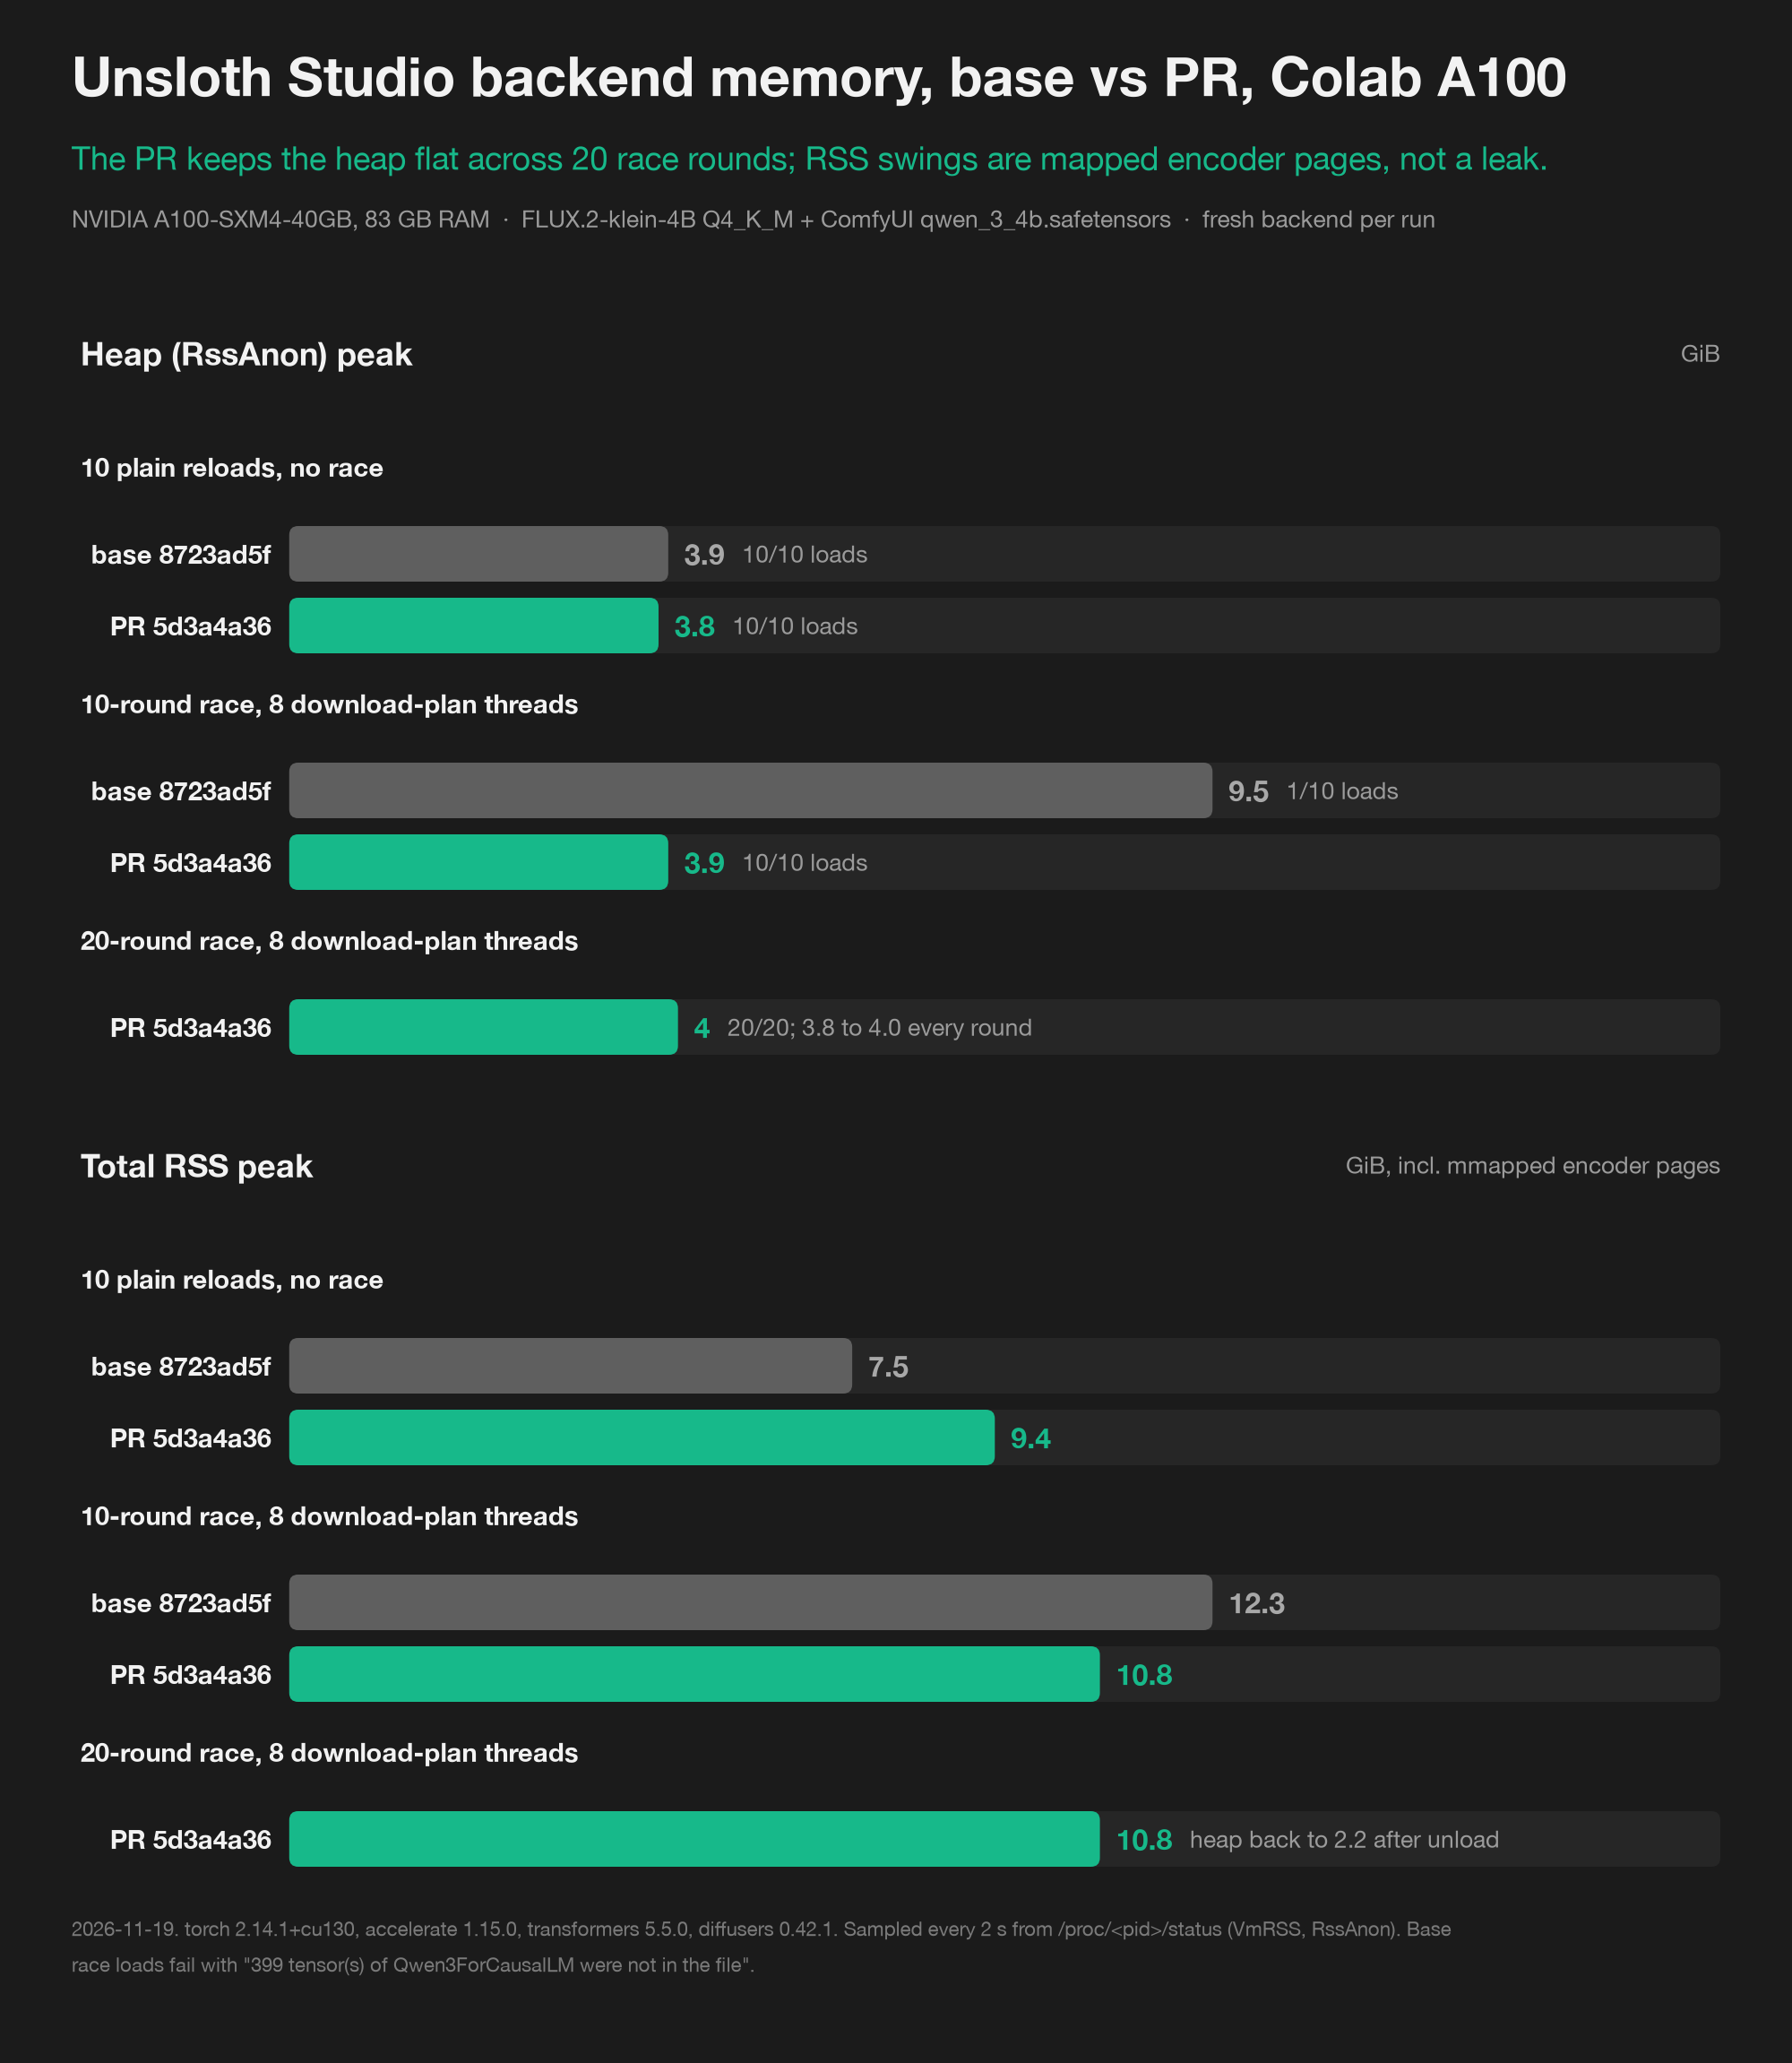 Unsloth Studio backend memory, base vs PR, Colab A100
The PR keeps the heap flat across 20 race rounds; RSS swings are mapped encoder pages, not a leak.
NVIDIA A100-SXM4-40GB, 83 GB RAM · FLUX.2-klein-4B Q4_K_M + ComfyUI qwen_3_4b.safetensors · fresh backend per run
Heap (RssAnon) peak GiB
10 plain reloads, no race
base 8723ad5f 3.9 10/10 loads
PR 5d3a4a36 3.8 10/10 loads
10-round race, 8 download-plan threads
base 8723ad5f 9.5 1/10 loads
PR 5d3a4a36 3.9 10/10 loads
20-round race, 8 download-plan threads
PR 5d3a4a36 4 20/20; 3.8 to 4.0 every round
Total RSS peak GiB, incl. mmapped encoder pages
10 plain reloads, no race
base 8723ad5f 7.5
PR 5d3a4a36 9.4
10-round race, 8 download-plan threads
base 8723ad5f 12.3
PR 5d3a4a36 10.8
20-round race, 8 download-plan threads
PR 5d3a4a36 10.8 heap back to 2.2 after unload
2026-11-19. torch 2.14.1+cu130, accelerate 1.15.0, transformers 5.5.0, diffusers 0.42.1. Sampled every 2 s from /proc/<pid>/status (VmRSS, RssAnon). Base
race loads fail with "399 tensor(s) of Qwen3ForCausalLM were not in the file".